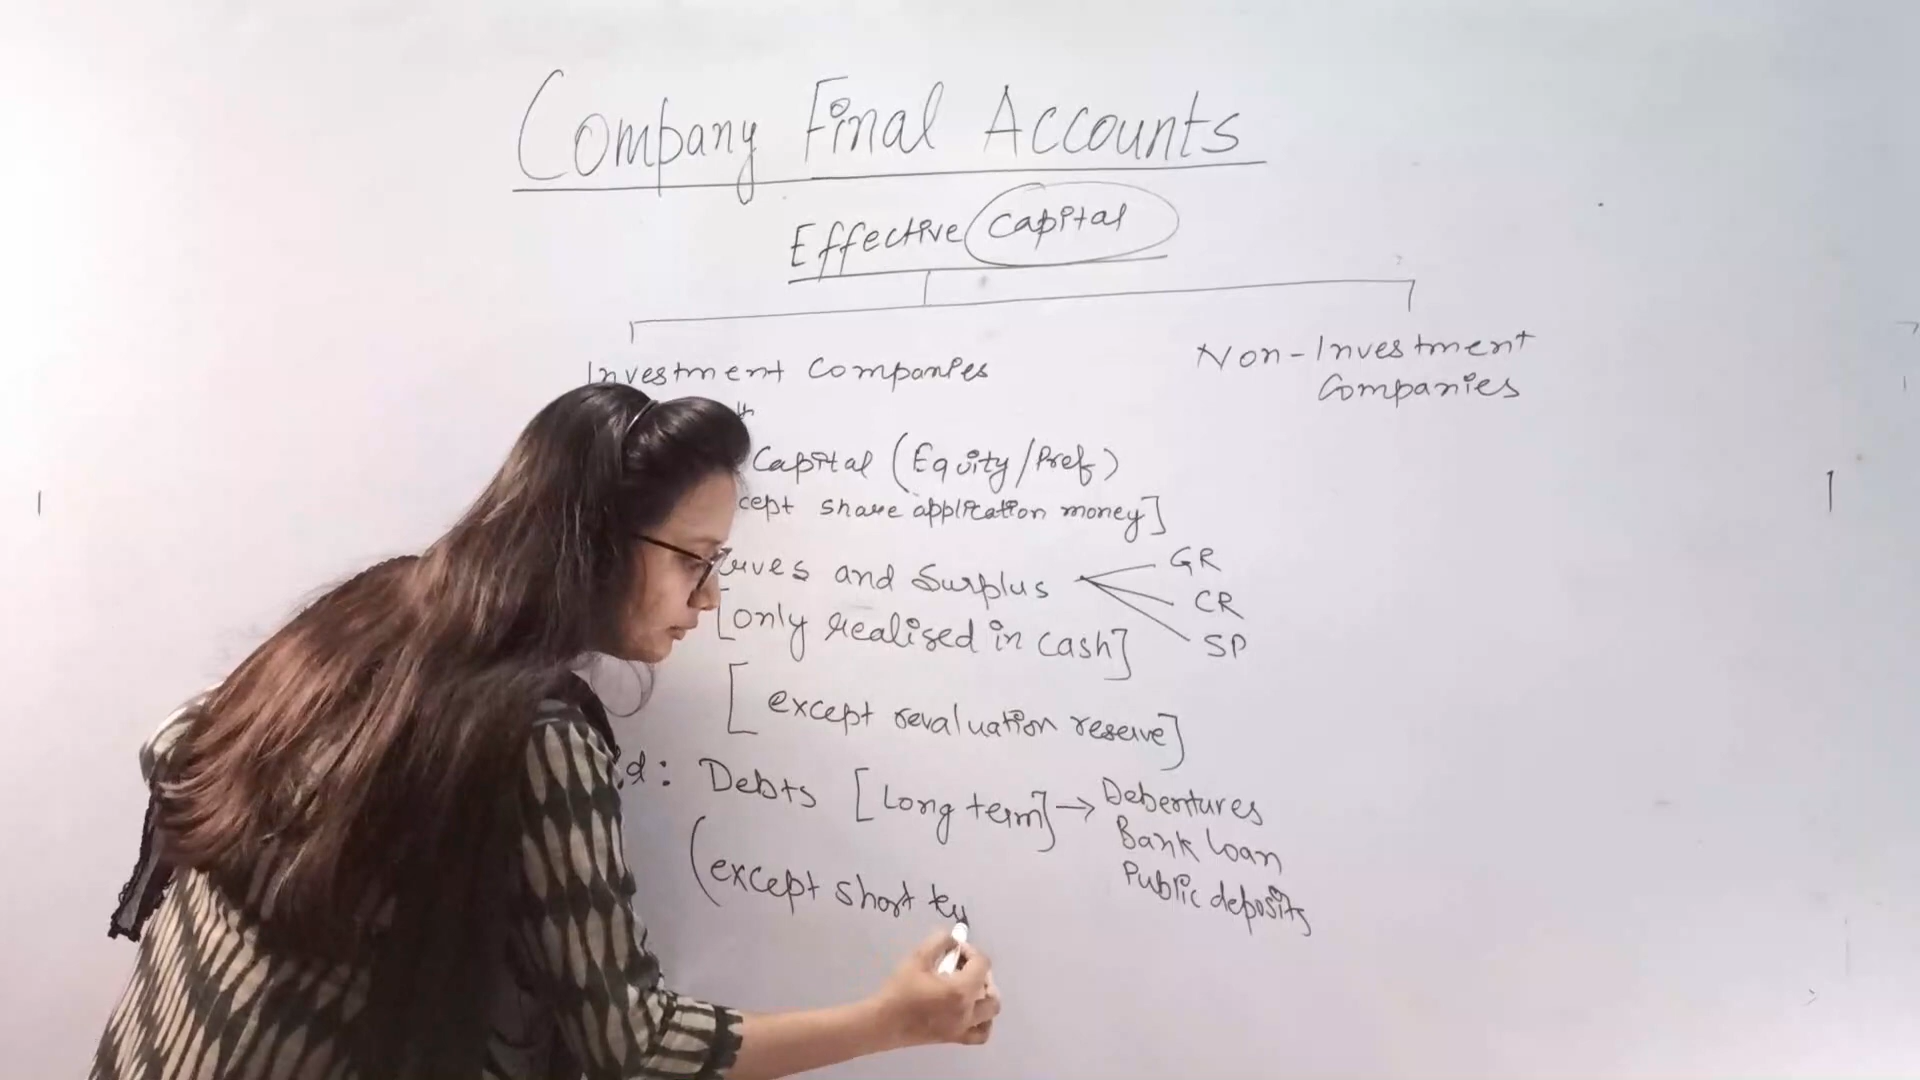 Company Final Accounts
Effective Capital
Investment Companies
Non-Investment
Companies
Capital (Equity/Pref)
cept share application money]
and Surplus
GR
CR
SP
[only realised in cash]
[except revaluation reserve]
d: Debts [Long term] → Debentures
Bank loan
Public deposits
(except short te